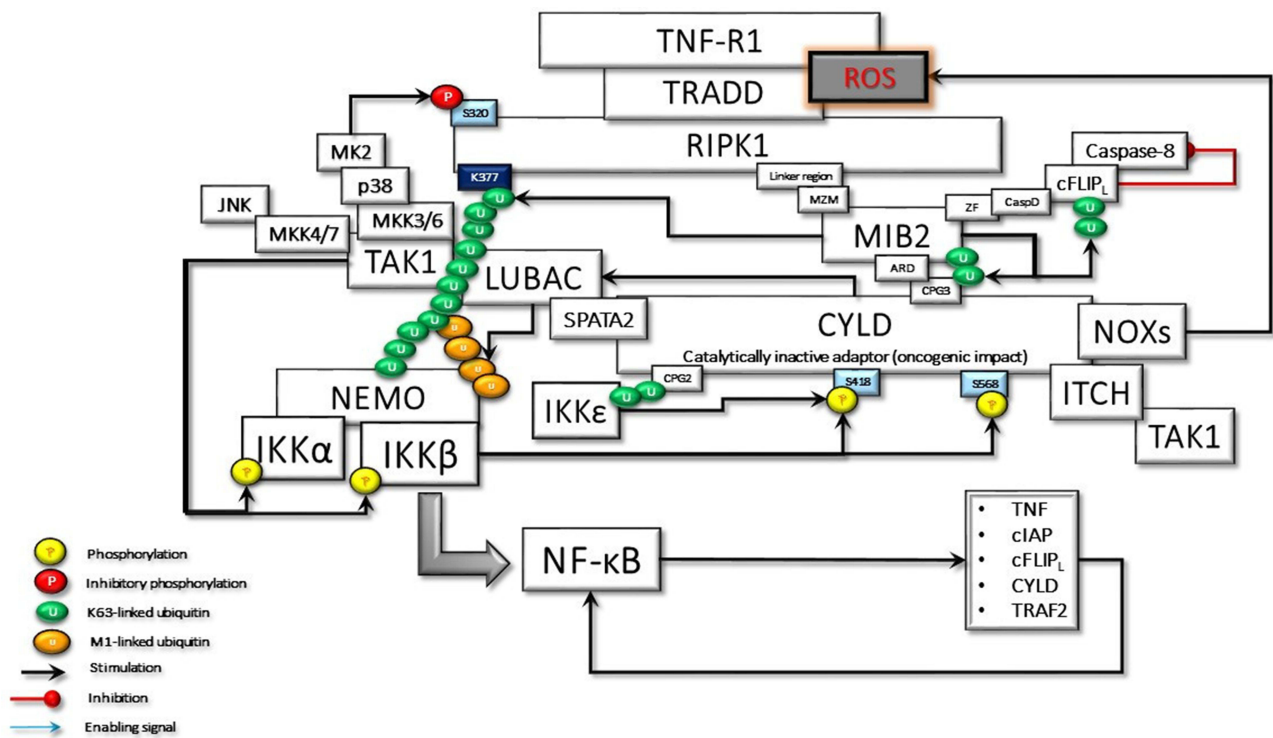 TNF-R1
ROS
TRADD
P
S320
RIPK1
MK2
Caspase-8
p38
K377
Linker region
cFLIPL
JNK
MKK3/6
MZM
ZF
CaspD
MKK4/7
U
U
U
U
U
U
U
U
U
U
U
MIB2
U
U
TAK1
LUBAC
ARD
U
U
CPG3
SPATA2
CYLD
NOXs
u
u
u
u
Catalytically inactive adaptor (oncogenic impact)
NEMO
CPG2
S418
S568
U
U
IKKε
P
P
ITCH
IKKα
IKKβ
TAK1
P
P
• TNF
• cIAP
• cFLIPL
• CYLD
• TRAF2
NF-κB
P Phosphorylation
P Inhibitory phosphorylation
U K63-linked ubiquitin
u M1-linked ubiquitin
Stimulation
Inhibition
Enabling signal